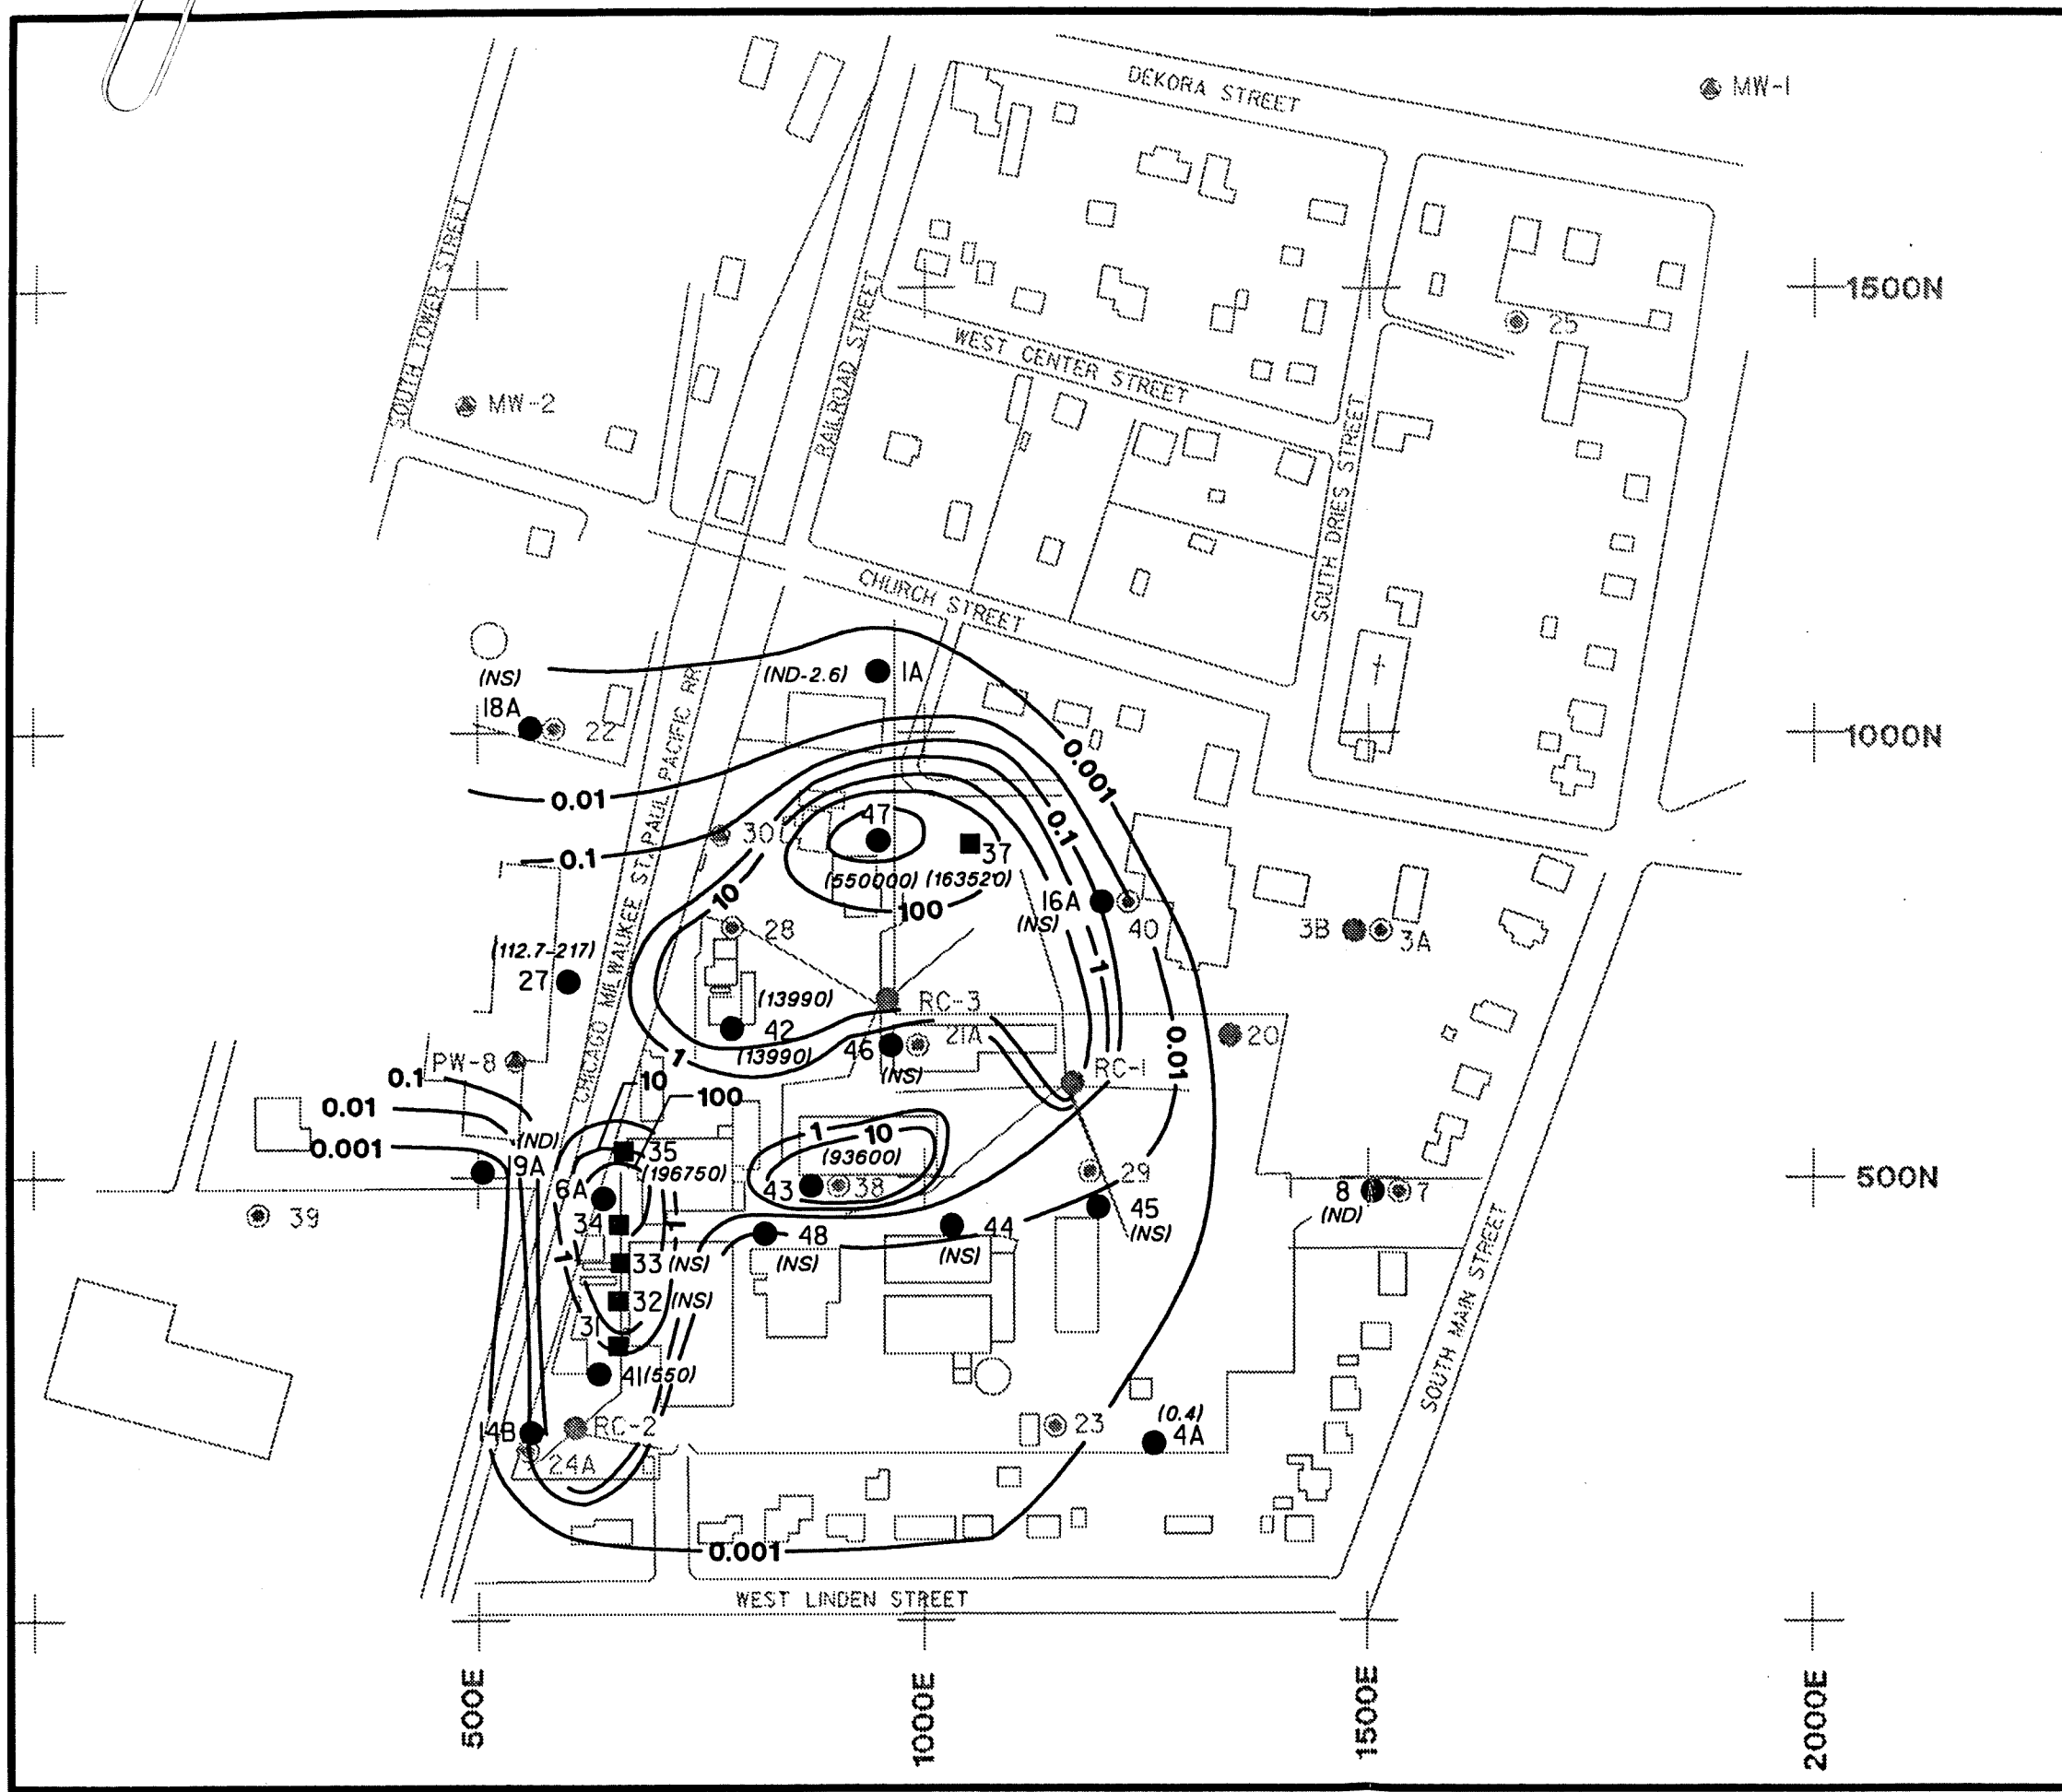 DEKORA STREET
MW-1
SOUTH TOWER STREET
1500N
RAILROAD STREET
25
WEST CENTER STREET
MW-2
SOUTH DRIES STREET
CHURCH STREET
(NS)
(ND-2.6)
1A
18A
22
CHICAGO MILWAUKEE ST. PAUL PACIFIC RR
1000N
0.001
0.01
0.1
47
30
0.1
37
10
(550000)
(163520)
100
16A
(NS)
40
28
3B
3A
(112.7-217)
27
1
(13990)
RC-3
42
21A
20
0.01
1
(13990)
46
(NS)
PW-8
RC-1
0.1
10
100
0.01
1
10
0.001
(ND)
9A
35
(196750)
(93600)
29
6A
43
38
8
7
500N
(ND)
39
34
1
44
45
(NS)
48
(NS)
(NS)
1
33
(NS)
32
(NS)
31
SOUTH MAIN STREET
41
(550)
14B
RC-2
23
(0.4)
4A
24A
0.001
WEST LINDEN STREET
500E
1000E
1500E
2000E